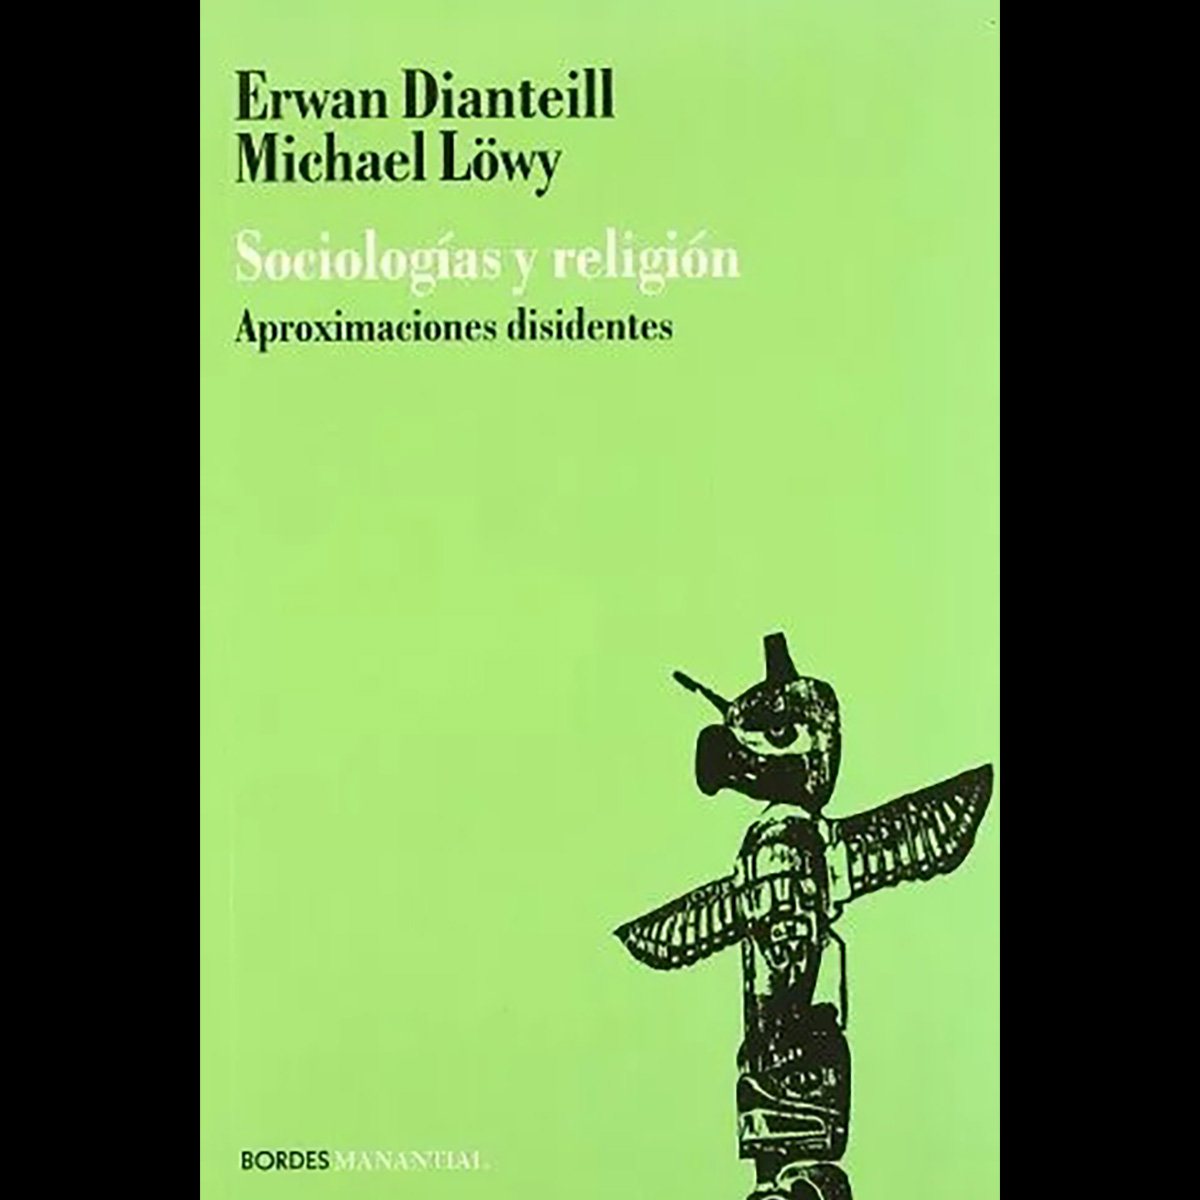 Erwan Dianteill
Michael Löwy
Sociologías y religión
Aproximaciones disidentes
BORDES MANANTIAL